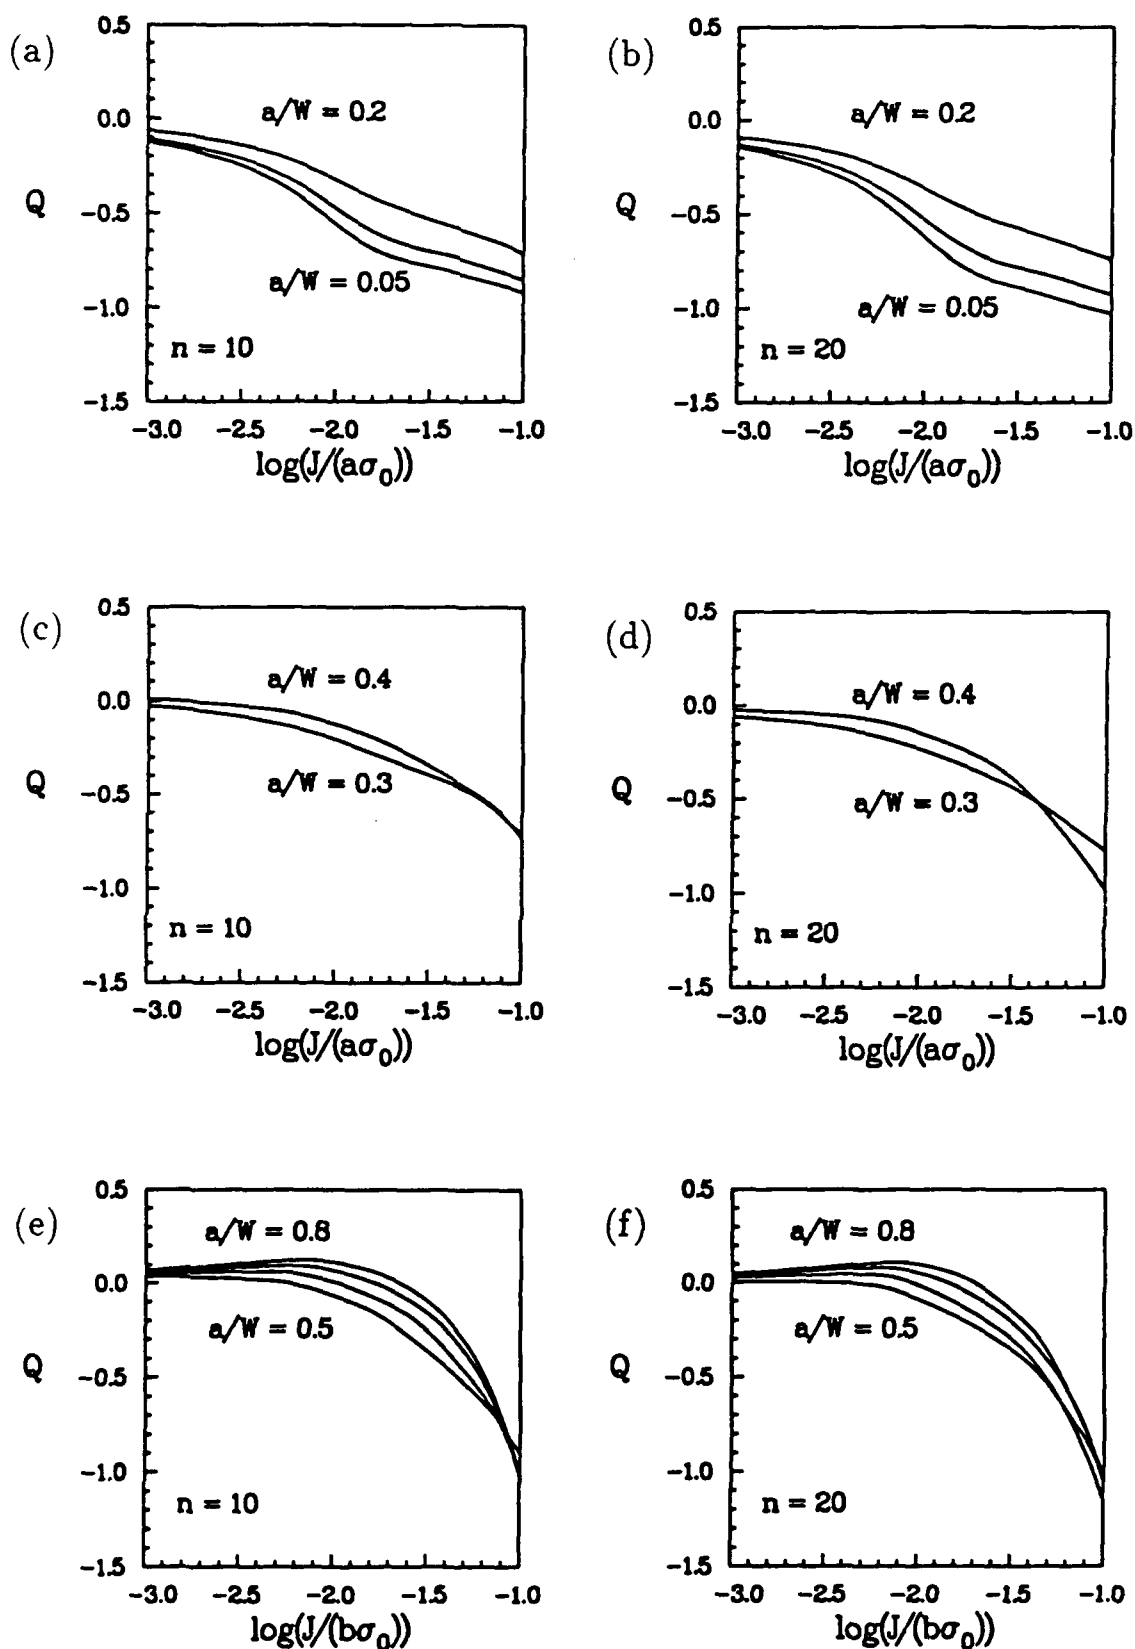 (a)
0.5
0.0
Q
-0.5
-1.0
-1.5
a/W = 0.2
a/W = 0.05
n = 10
-3.0 -2.5 -2.0 -1.5 -1.0
log(J/(aσ₀))
(b)
0.5
0.0
Q
-0.5
-1.0
-1.5
a/W = 0.2
a/W = 0.05
n = 20
-3.0 -2.5 -2.0 -1.5 -1.0
log(J/(aσ₀))
(c)
0.5
0.0
Q
-0.5
-1.0
-1.5
a/W = 0.4
a/W = 0.3
n = 10
-3.0 -2.5 -2.0 -1.5 -1.0
log(J/(aσ₀))
(d)
0.5
0.0
Q
-0.5
-1.0
-1.5
a/W = 0.4
a/W = 0.3
n = 20
-3.0 -2.5 -2.0 -1.5 -1.0
log(J/(aσ₀))
(e)
0.5
0.0
Q
-0.5
-1.0
-1.5
a/W = 0.8
a/W = 0.5
n = 10
-3.0 -2.5 -2.0 -1.5 -1.0
log(J/(bσ₀))
(f)
0.5
0.0
Q
-0.5
-1.0
-1.5
a/W = 0.8
a/W = 0.5
n = 20
-3.0 -2.5 -2.0 -1.5 -1.0
log(J/(bσ₀))